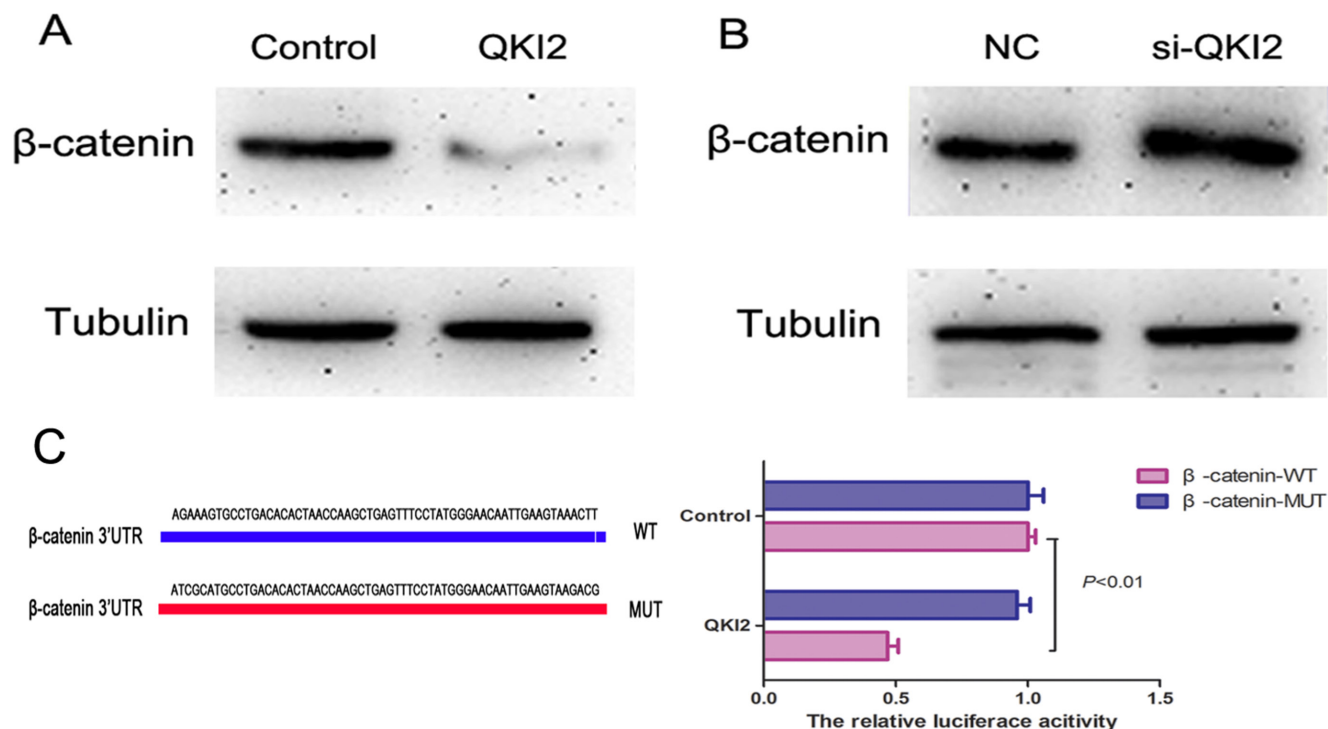 A
Control QKI2
β-catenin
Tubulin
B
NC si-QKI2
β-catenin
Tubulin
C
AGAAAGTGCCTGACACACTAACCAAGCTGAGTTTCCTATGGGAACAATTGAAGTAAACTT
β-catenin 3'UTR WT
ATCGCATGCCTGACACACTAACCAAGCTGAGTTTCCTATGGGAACAATTGAAGTAAGACG
β-catenin 3'UTR MUT
β -catenin-WT
β -catenin-MUT
Control
P<0.01
QKI2
0.0 0.5 1.0 1.5
The relative luciferace acitivity